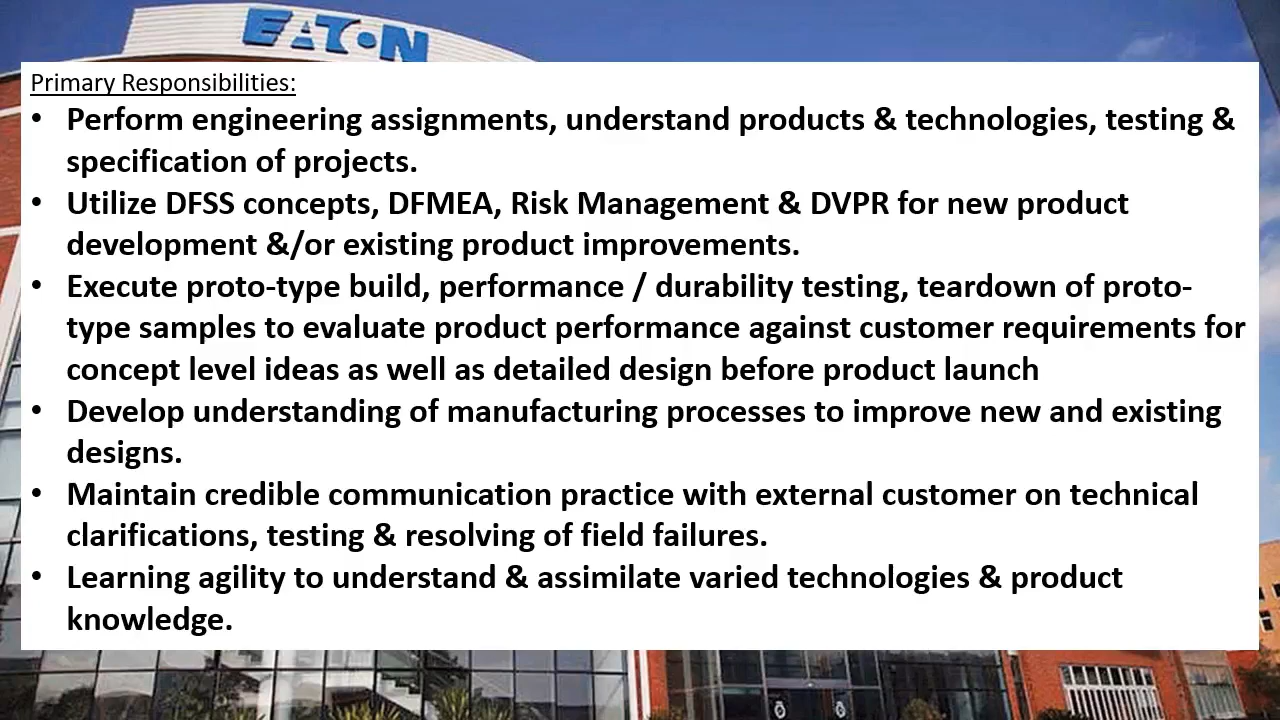 EATON
Primary Responsibilities:
• Perform engineering assignments, understand products & technologies, testing &
specification of projects.
• Utilize DFSS concepts, DFMEA, Risk Management & DVPR for new product
development &/or existing product improvements.
• Execute proto-type build, performance / durability testing, teardown of proto-
type samples to evaluate product performance against customer requirements for
concept level ideas as well as detailed design before product launch
• Develop understanding of manufacturing processes to improve new and existing
designs.
• Maintain credible communication practice with external customer on technical
clarifications, testing & resolving of field failures.
• Learning agility to understand & assimilate varied technologies & product
knowledge.